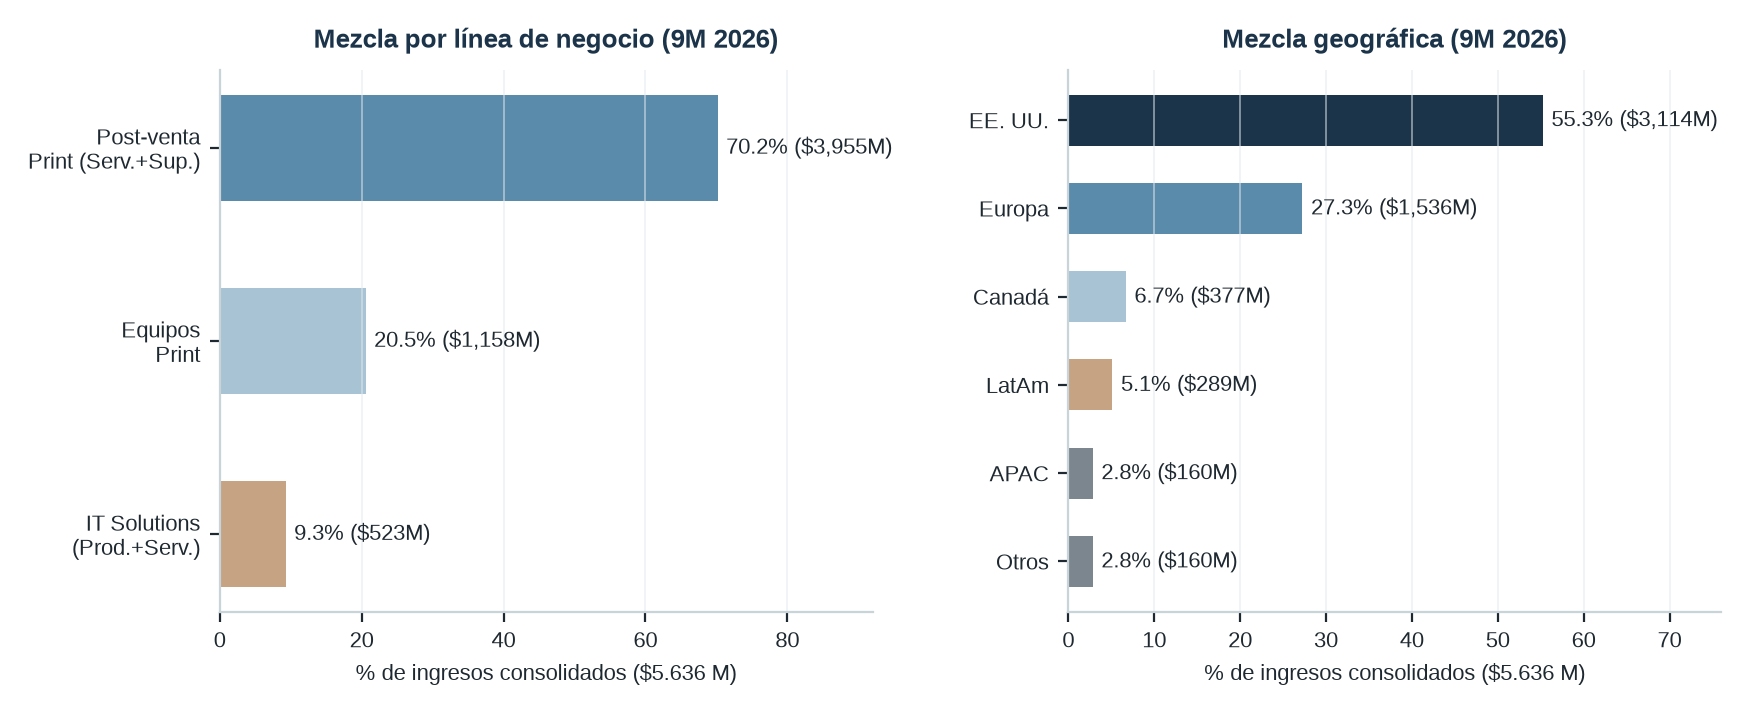 Mezcla por línea de negocio (9M 2026)
Post-venta
Print (Serv.+Sup.)
70.2% ($3,955M)
Equipos
Print
20.5% ($1,158M)
IT Solutions
(Prod.+Serv.)
9.3% ($523M)
0 20 40 60 80
% de ingresos consolidados ($5.636 M)
Mezcla geográfica (9M 2026)
EE. UU. 55.3% ($3,114M)
Europa 27.3% ($1,536M)
Canadá 6.7% ($377M)
LatAm 5.1% ($289M)
APAC 2.8% ($160M)
Otros 2.8% ($160M)
0 10 20 30 40 50 60 70
% de ingresos consolidados ($5.636 M)